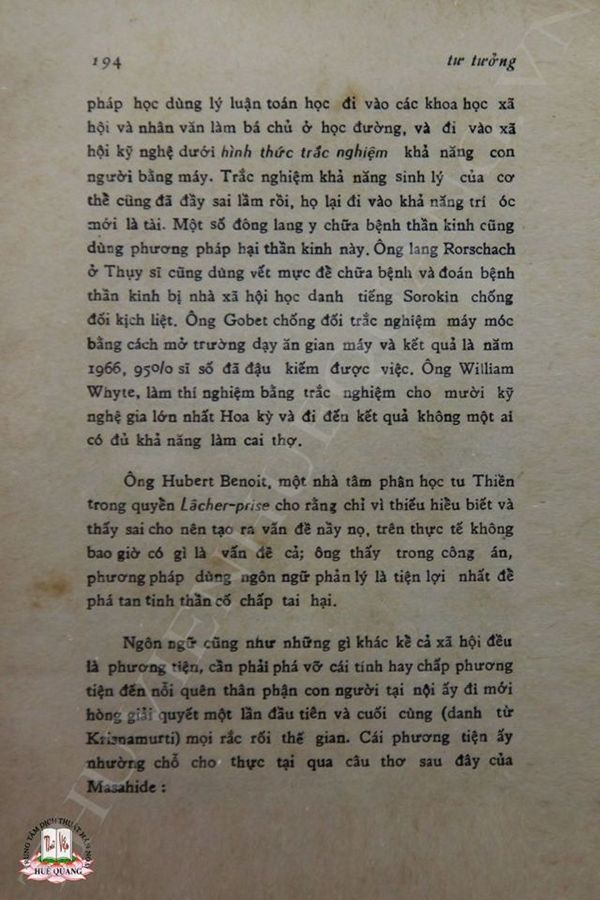 194
tư tưởng
pháp học dùng lý luận toán học đi vào các khoa học xã
hội và nhân văn làm bá chủ ở học đường, và đi vào xã
hội kỹ nghệ dưới hình thức trắc nghiệm khả năng con
người bằng máy. Trắc nghiệm khả năng sinh lý của cơ
thể cũng đã đầy sai lầm rồi, họ lại đi vào khả năng trí óc
mới là tài. Một số đông lang y chữa bệnh thần kinh cũng
dùng phương pháp hại thần kinh này. Ông lang Rorschach
ở Thụy sĩ cũng dùng vết mực để chữa bệnh và đoán bệnh
thần kinh bị nhà xã hội học danh tiếng Sorokin chống
đối kịch liệt. Ông Gobet chống đối trắc nghiệm máy móc
bằng cách mở trường dạy ăn gian máy và kết quả là năm
1966, 95o/o sĩ số đã đậu kiếm được việc. Ông William
Whyte, làm thí nghiệm bằng trắc nghiệm cho mười kỹ
nghệ gia lớn nhất Hoa kỳ và đi đến kết quả không một ai
có đủ khả năng làm cai thợ.
Ông Hubert Benoit, một nhà tâm phân học tu Thiền
trong quyển Lâcher-prise cho rằng chỉ vì thiếu hiểu biết và
thấy sai cho nên tạo ra vấn đề nầy nọ, trên thực tế không
bao giờ có gì là vấn đề cả; ông thấy trong công án,
phương pháp dùng ngôn ngữ phản lý là tiện lợi nhất để
phá tan tinh thần cố chấp tai hại.
Ngôn ngữ cũng như những gì khác kể cả xã hội đều
là phương tiện, cần phải phá vỡ cái tính hay chấp phương
tiện đến nỗi quên thân phận con người tại nội ấy đi mới
hòng giải quyết một lần đầu tiên và cuối cùng (danh từ
Krisnamurti) mọi rắc rối thế gian. Cái phương tiện ấy
nhường chỗ cho thực tại qua câu thơ sau đây của
Masahide :
TRUNG TÂM DỊCH THUẬT HÁN NÔM
HUỆ QUANG